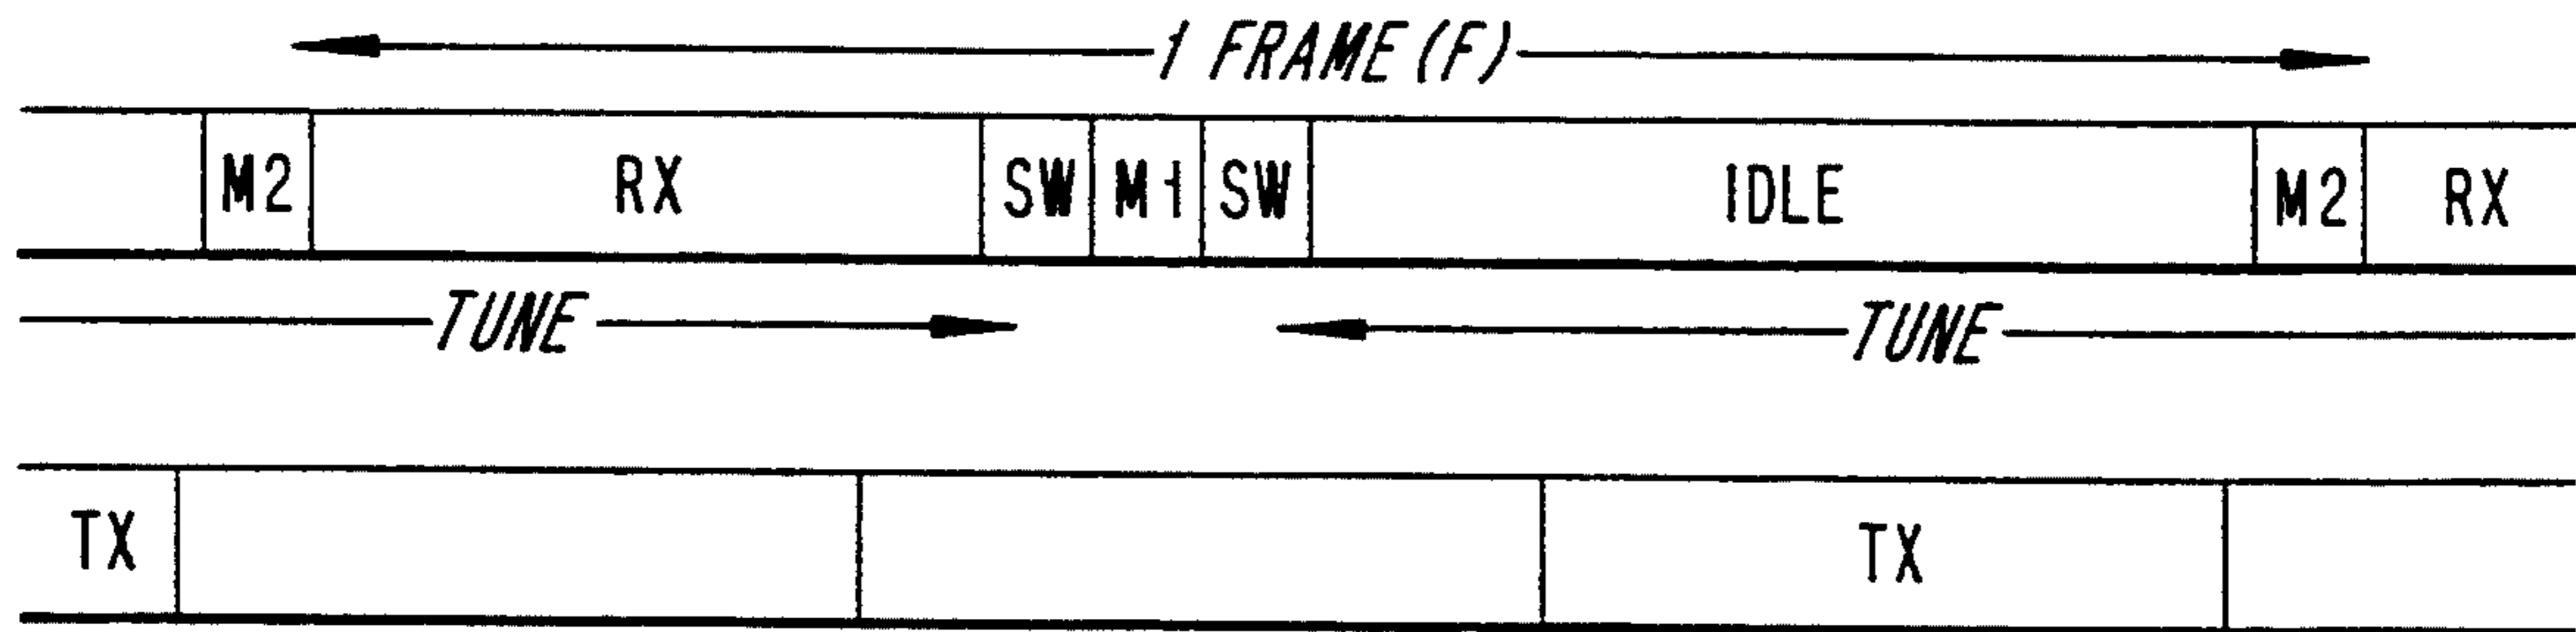 1 FRAME (F)
M2 RX SW M1 SW IDLE M2 RX
TUNE TUNE
TX TX